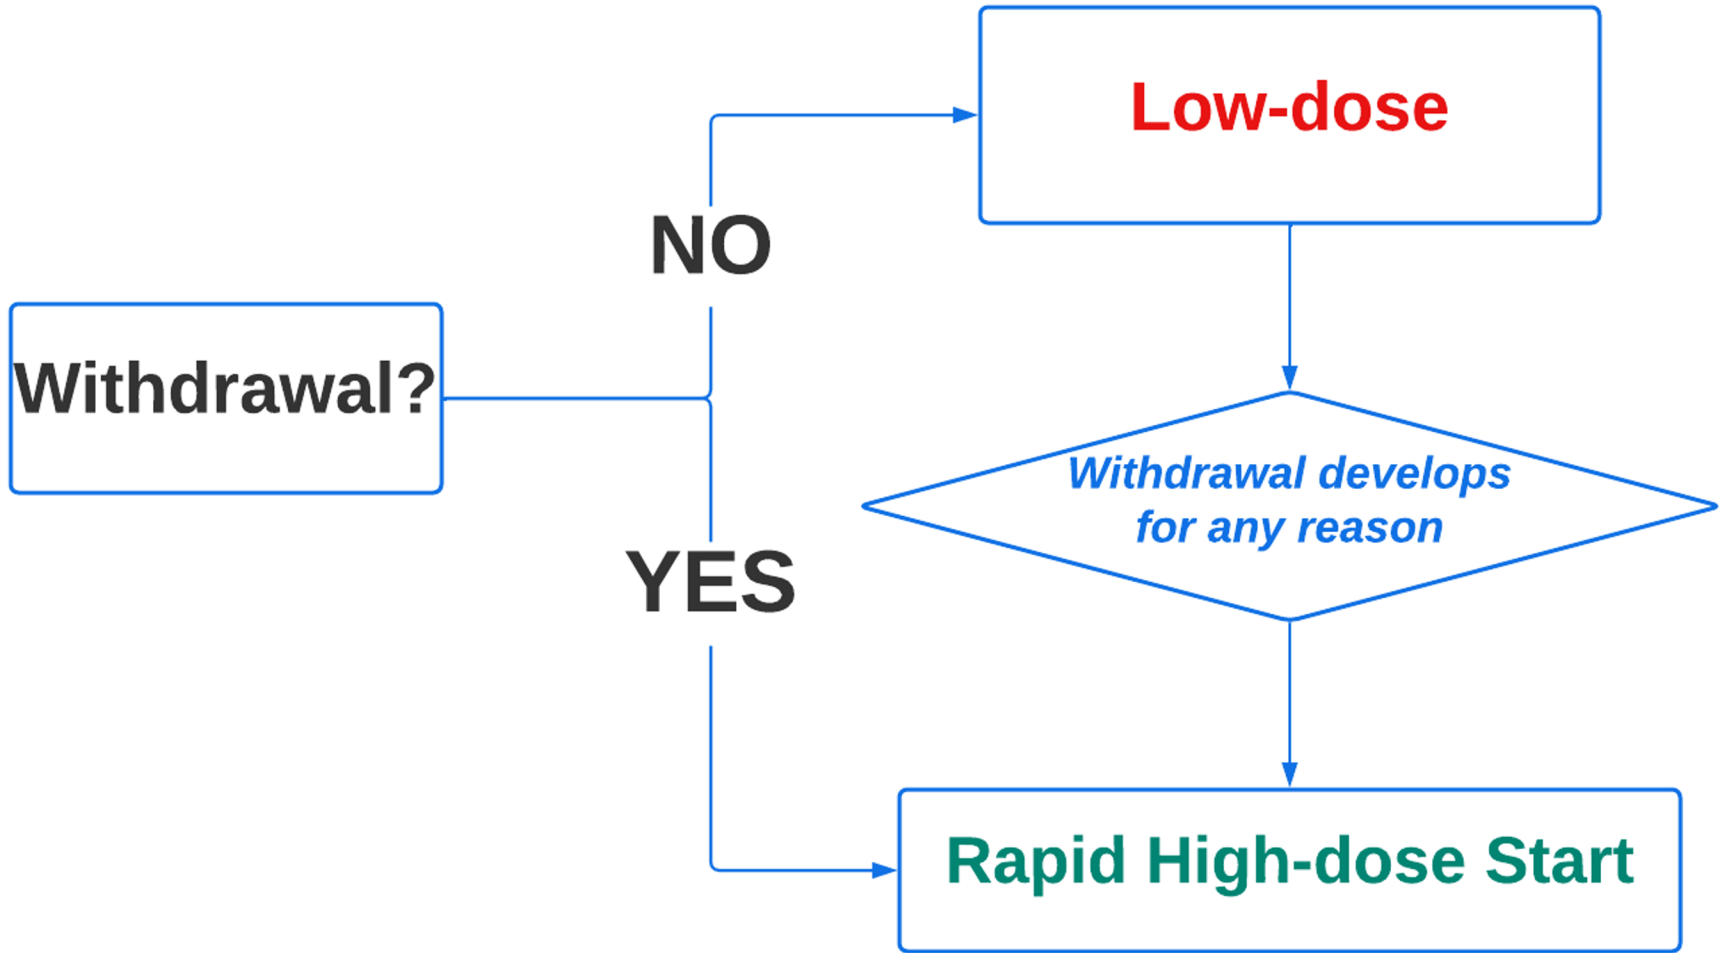 Low-dose
NO
Withdrawal?
Withdrawal develops
for any reason
YES
Rapid High-dose Start